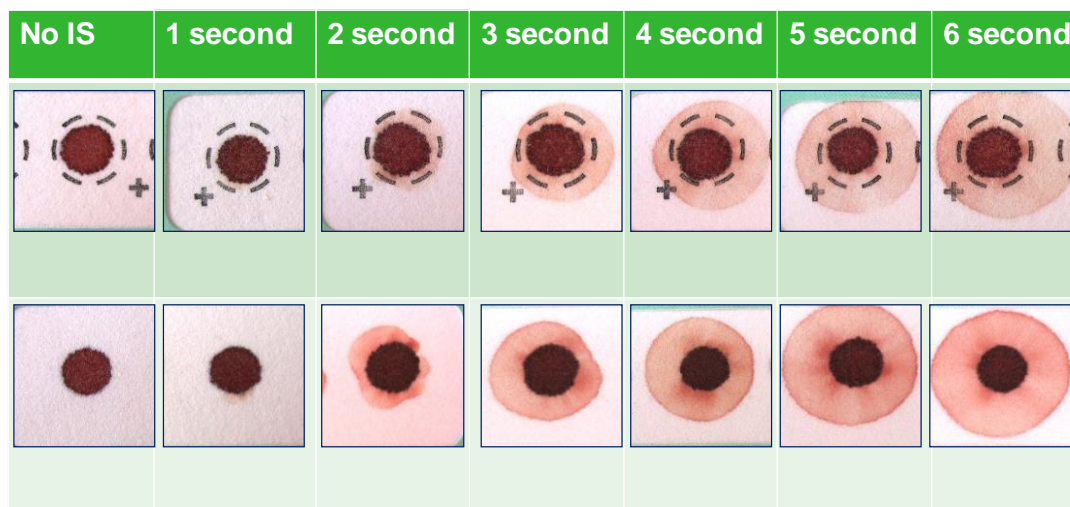 No IS
1 second
2 second
3 second
4 second
5 second
6 second